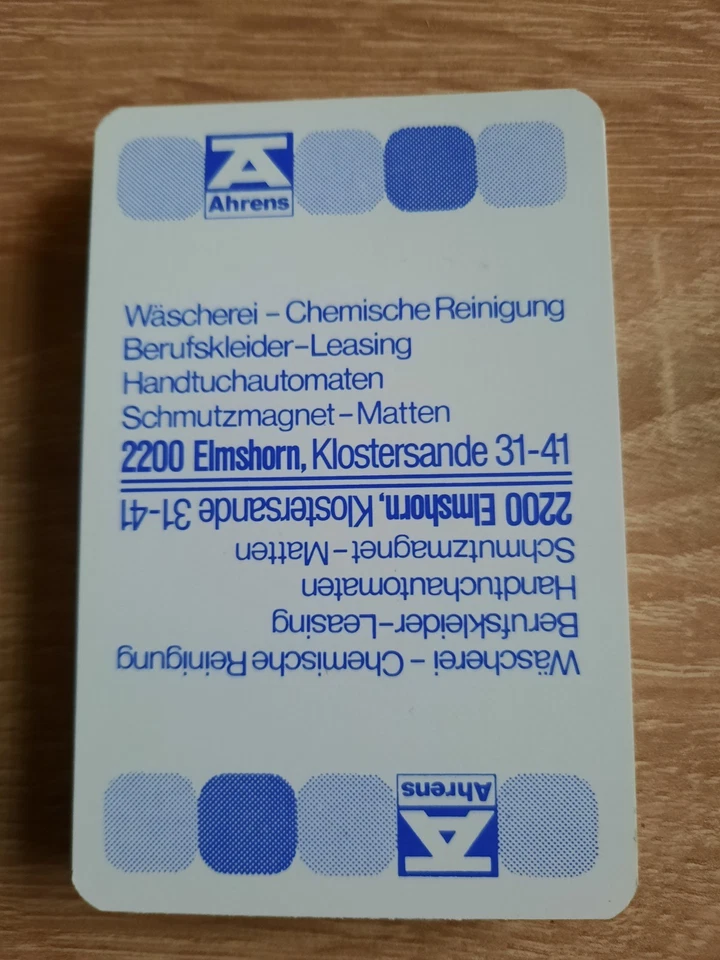 Ahrens
Wäscherei – Chemische Reinigung
Berufskleider-Leasing
Handtuchautomaten
Schmutzmagnet-Matten
2200 Elmshorn, Klostersande 31-41
2200 Elmshorn, Klostersande 31-41
Schmutzmagnet-Matten
Handtuchautomaten
Berufskleider-Leasing
Wäscherei – Chemische Reinigung
Ahrens